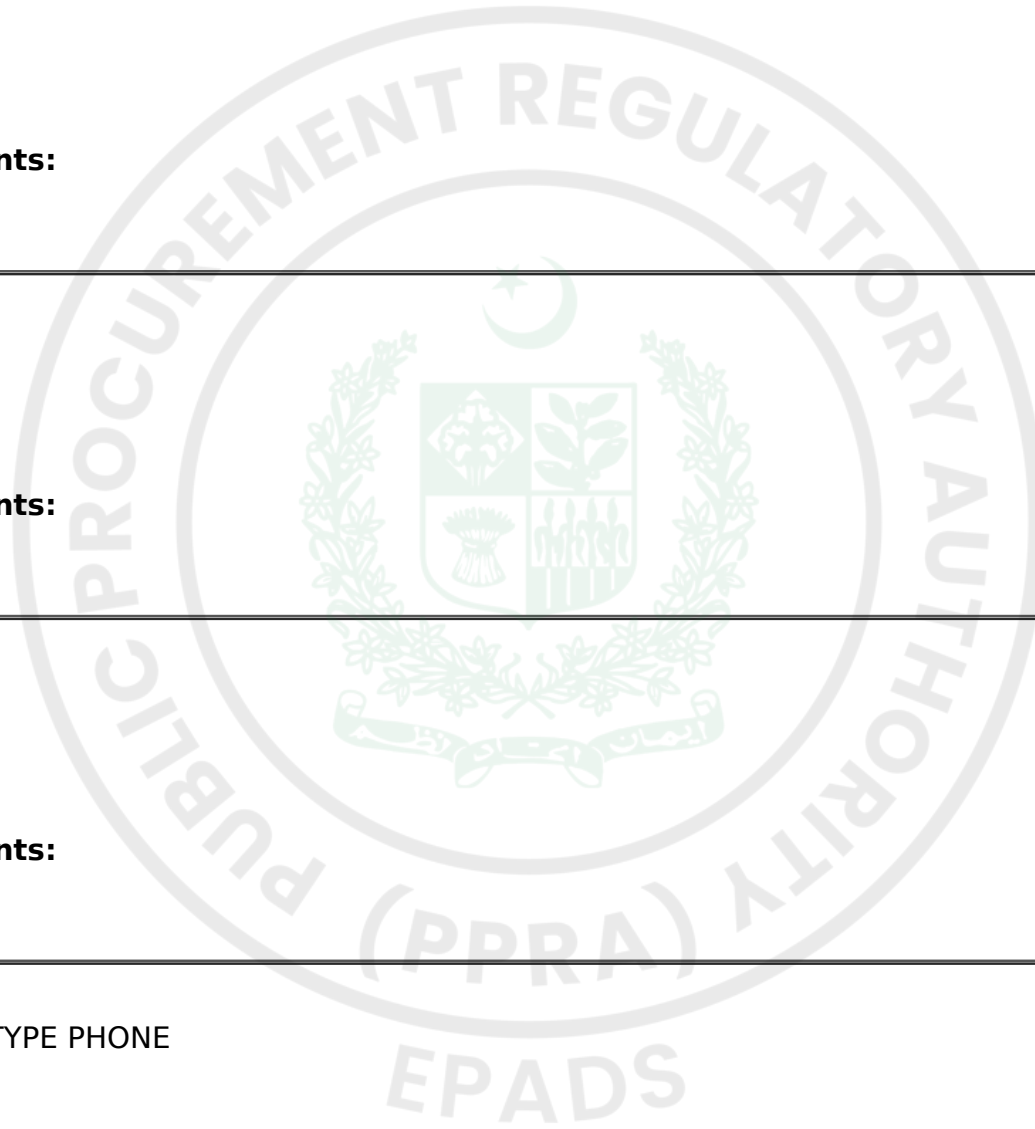 nts:
nts:
nts:
TYPE PHONE
PUBLIC PROCUREMENT REGULATORY AUTHORITY
(PPRA)
EPADS